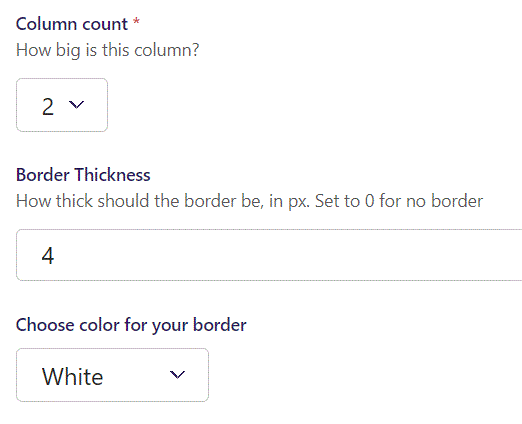 Column count *
How big is this column?
2
Border Thickness
How thick should the border be, in px. Set to 0 for no border
4
Choose color for your border
White